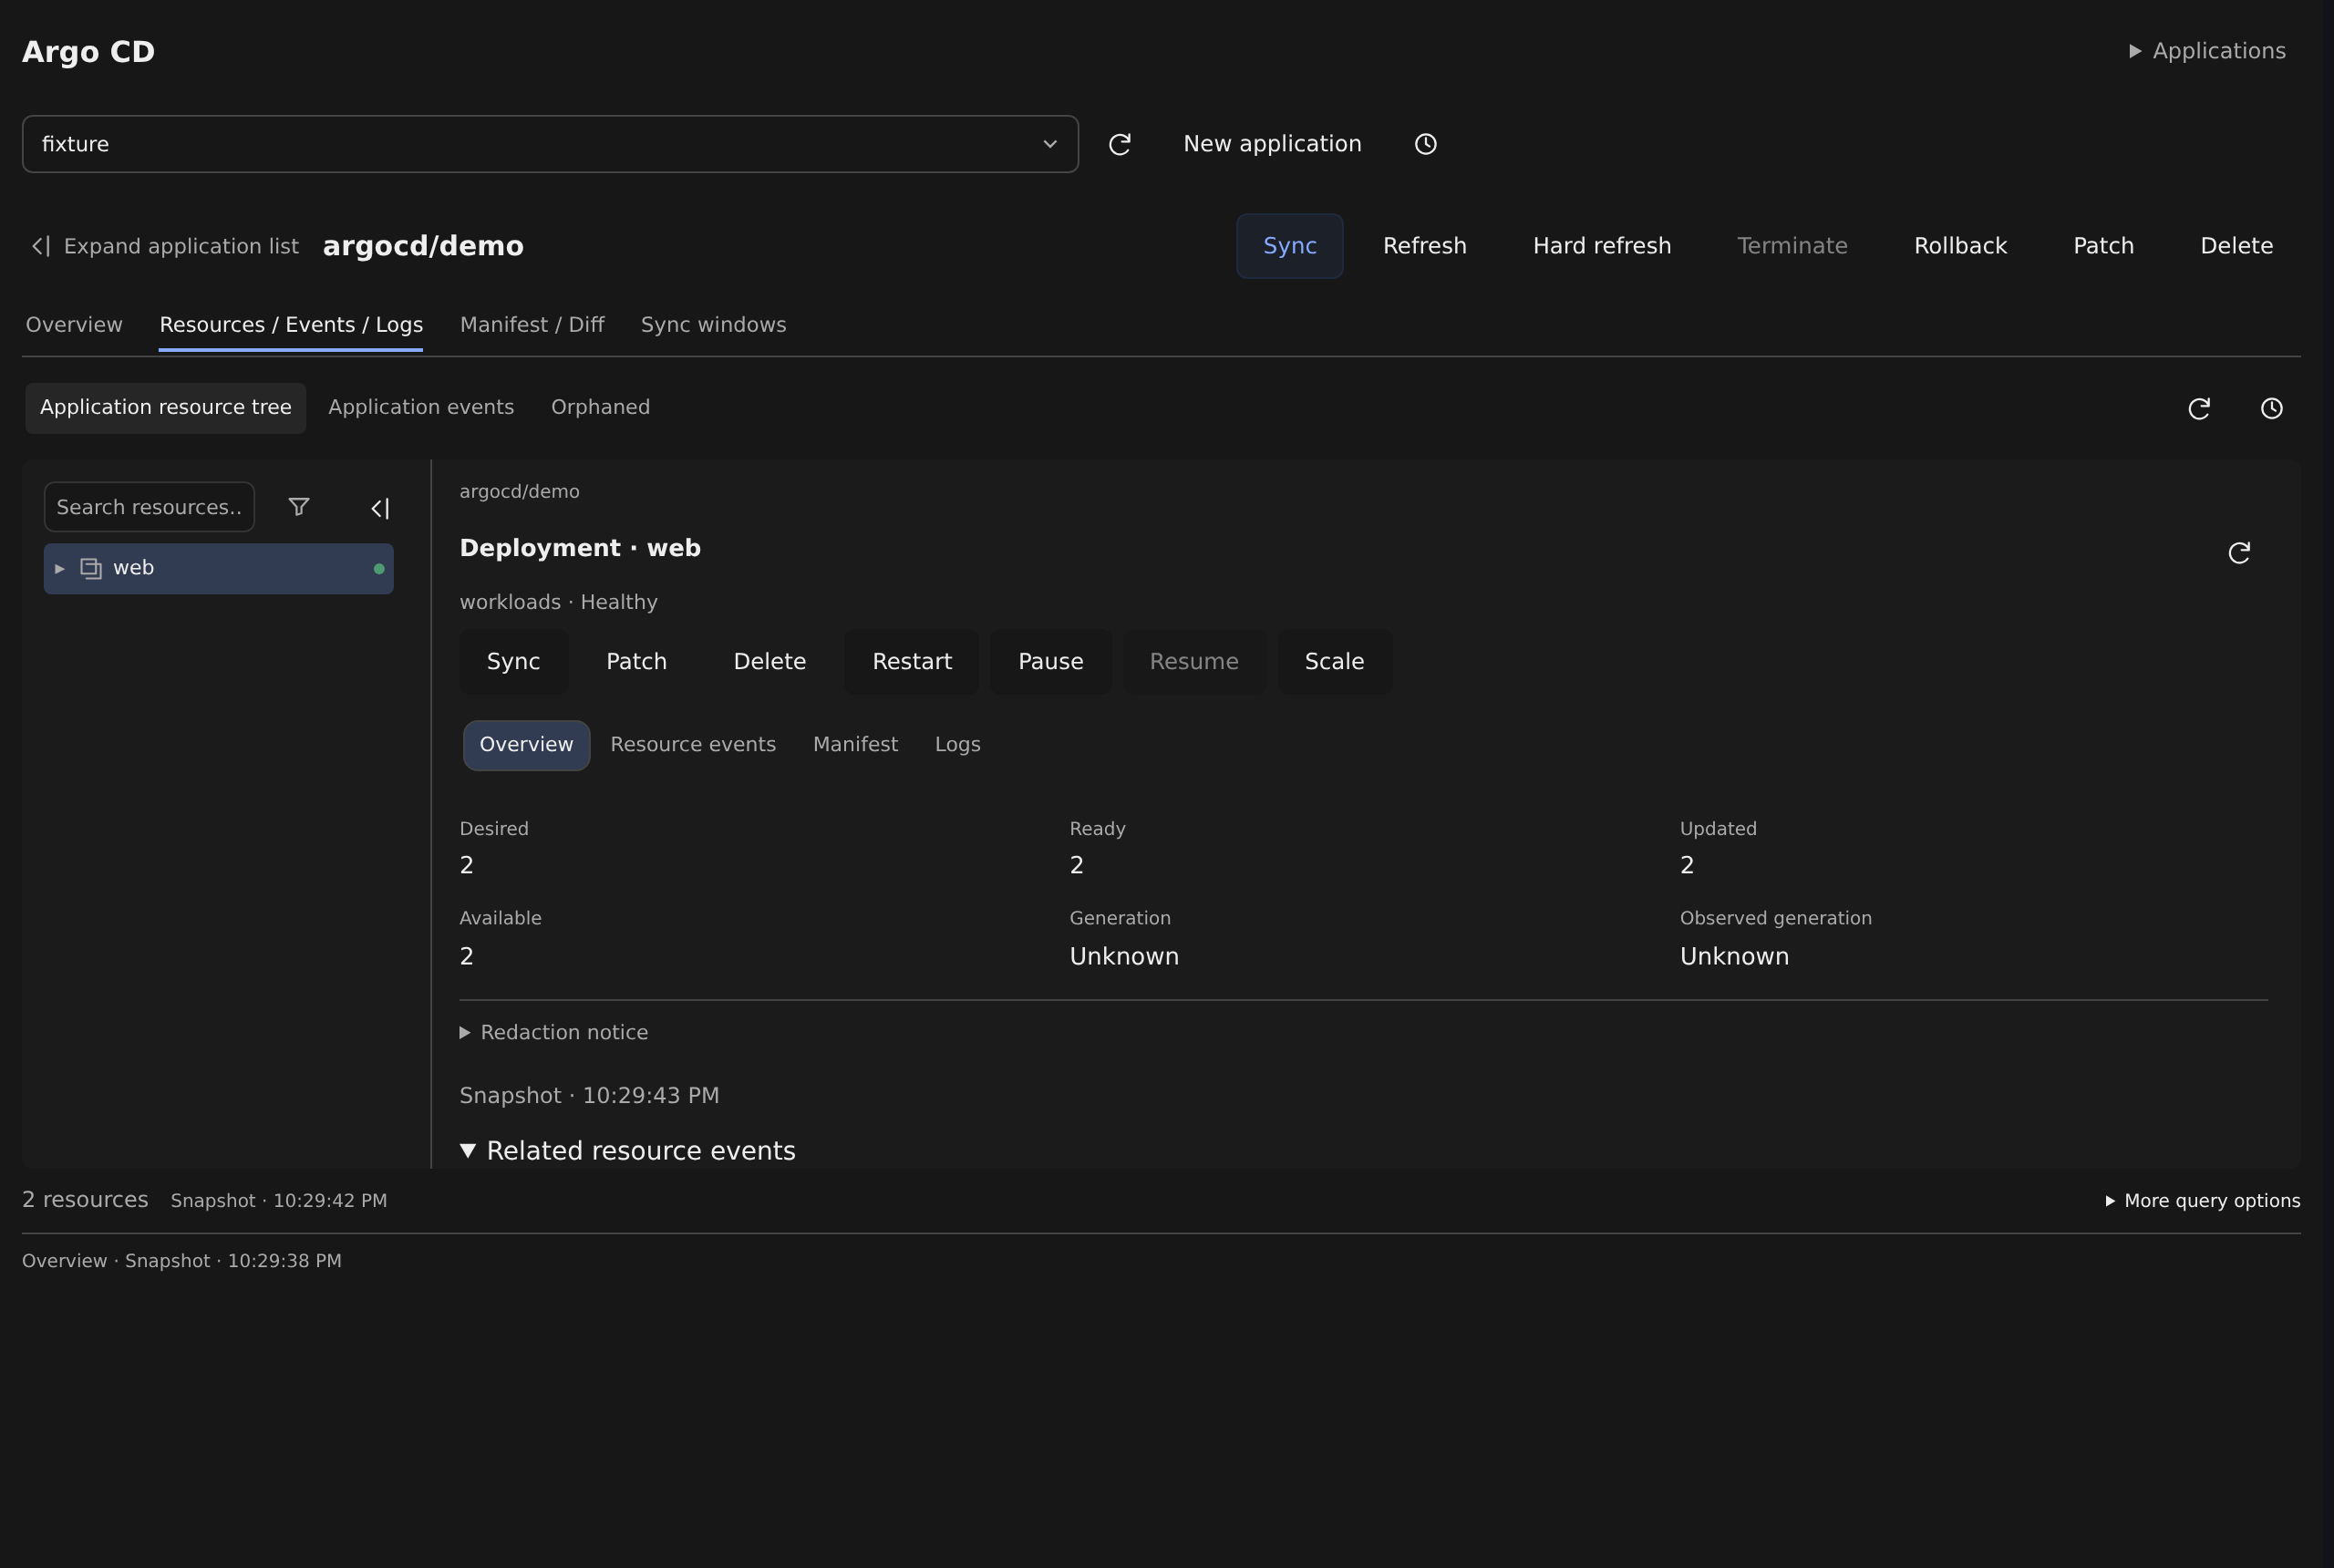 Argo CD
▶ Applications
fixture
New application
Expand application list
argocd/demo
Sync
Refresh
Hard refresh
Terminate
Rollback
Patch
Delete
Overview
Resources / Events / Logs
Manifest / Diff
Sync windows
Application resource tree
Application events
Orphaned
Search resources..
web
argocd/demo
Deployment · web
workloads · Healthy
Sync
Patch
Delete
Restart
Pause
Resume
Scale
Overview
Resource events
Manifest
Logs
Desired
2
Ready
2
Updated
2
Available
2
Generation
Unknown
Observed generation
Unknown
▶ Redaction notice
Snapshot · 10:29:43 PM
▼ Related resource events
2 resources
Snapshot · 10:29:42 PM
▶ More query options
Overview · Snapshot · 10:29:38 PM